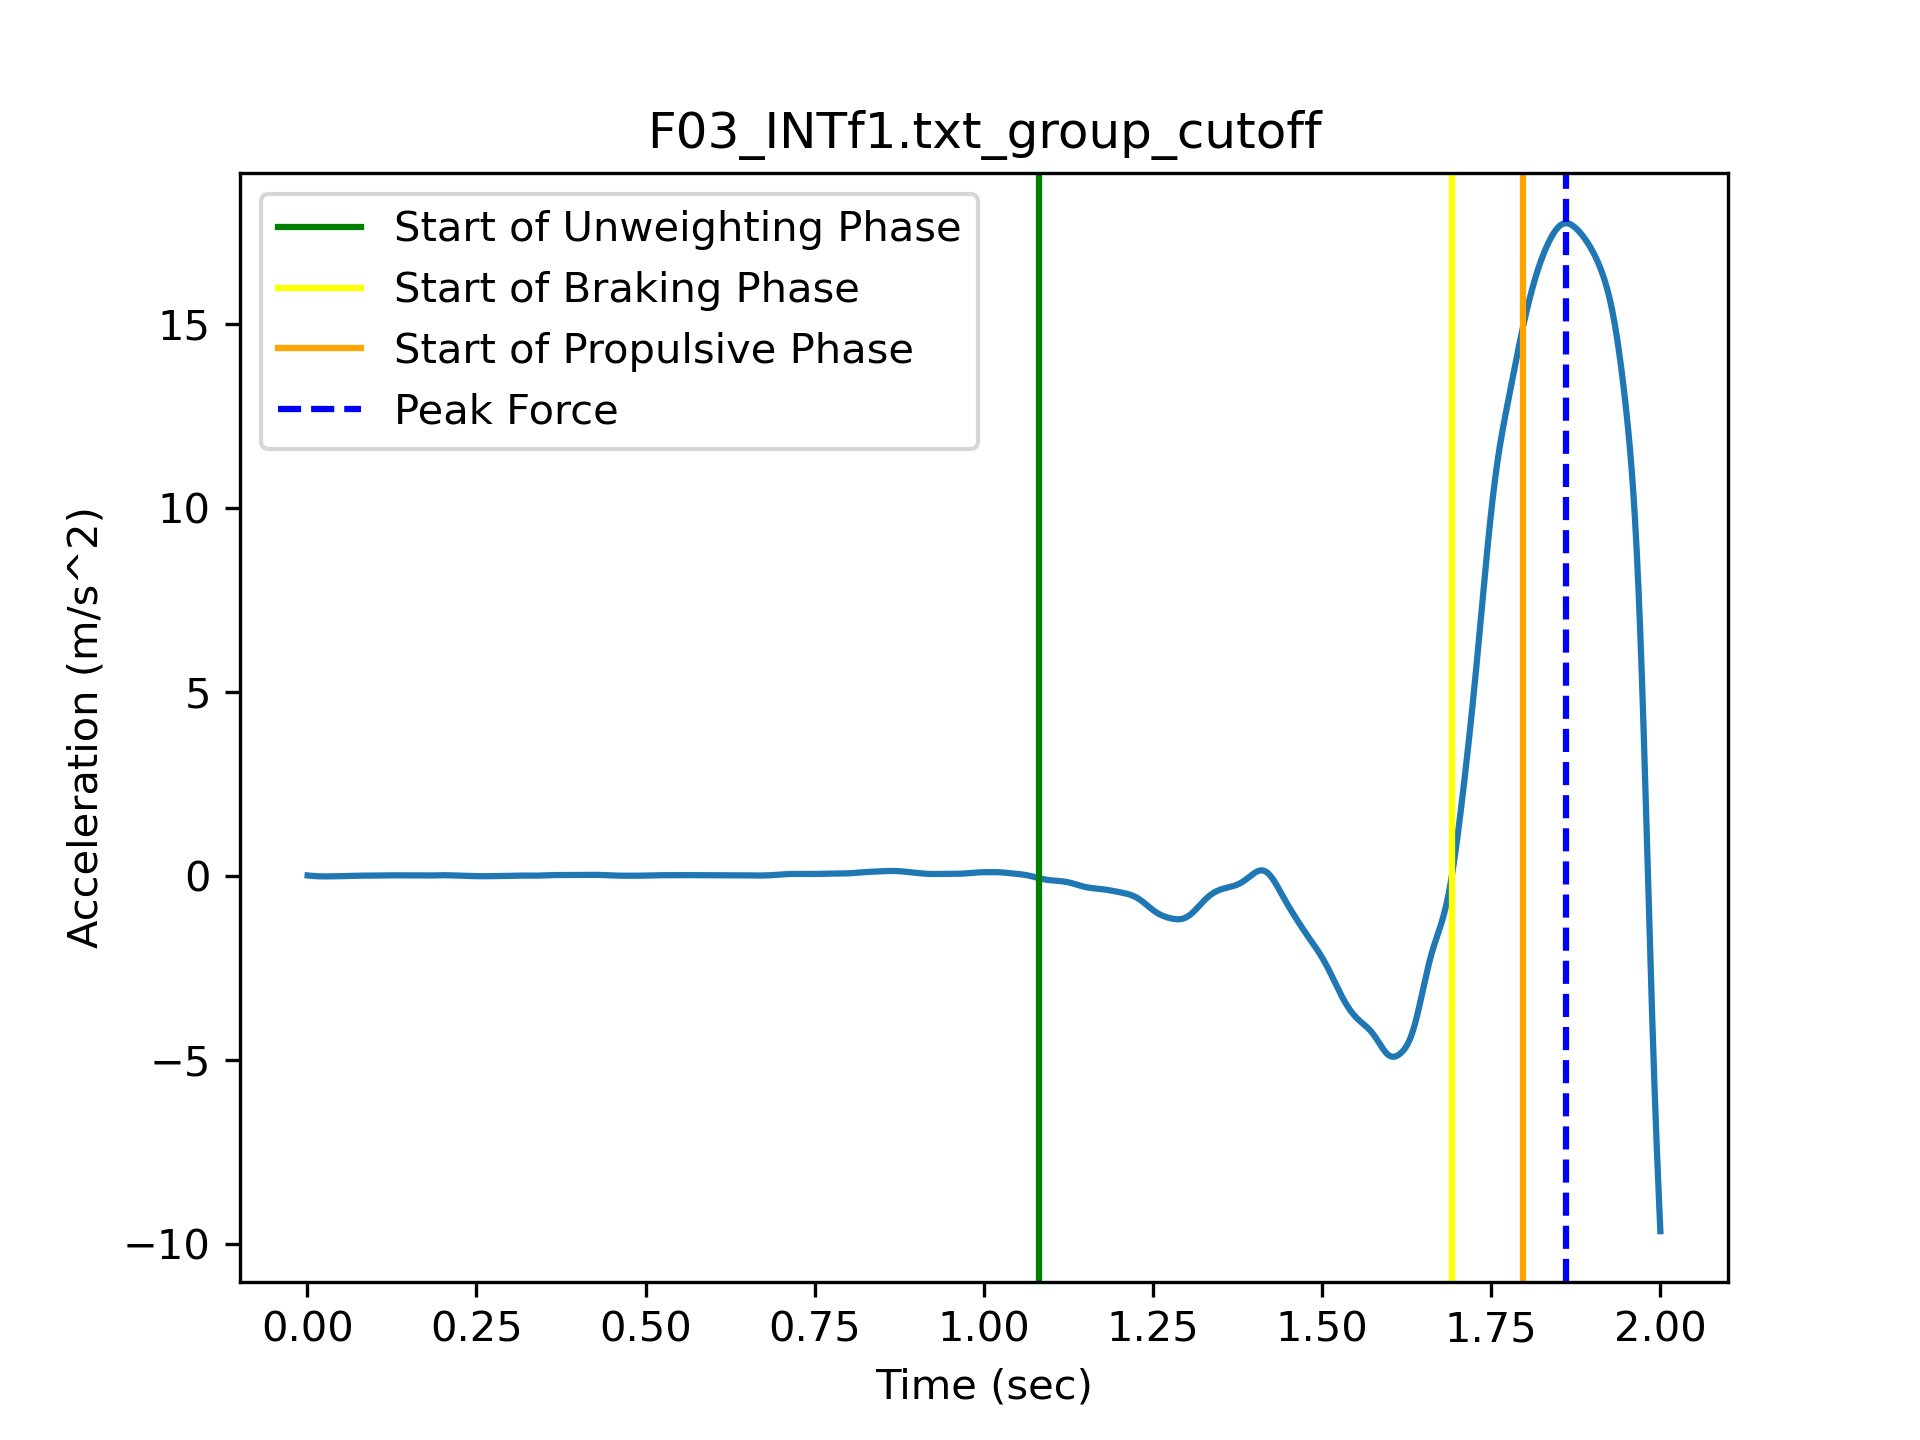 F03_INTf1.txt_group_cutoff
Start of Unweighting Phase
Start of Braking Phase
Start of Propulsive Phase
Peak Force
Acceleration (m/s^2)
15
10
5
0
−5
−10
0.00 0.25 0.50 0.75 1.00 1.25 1.50 1.75 2.00
Time (sec)